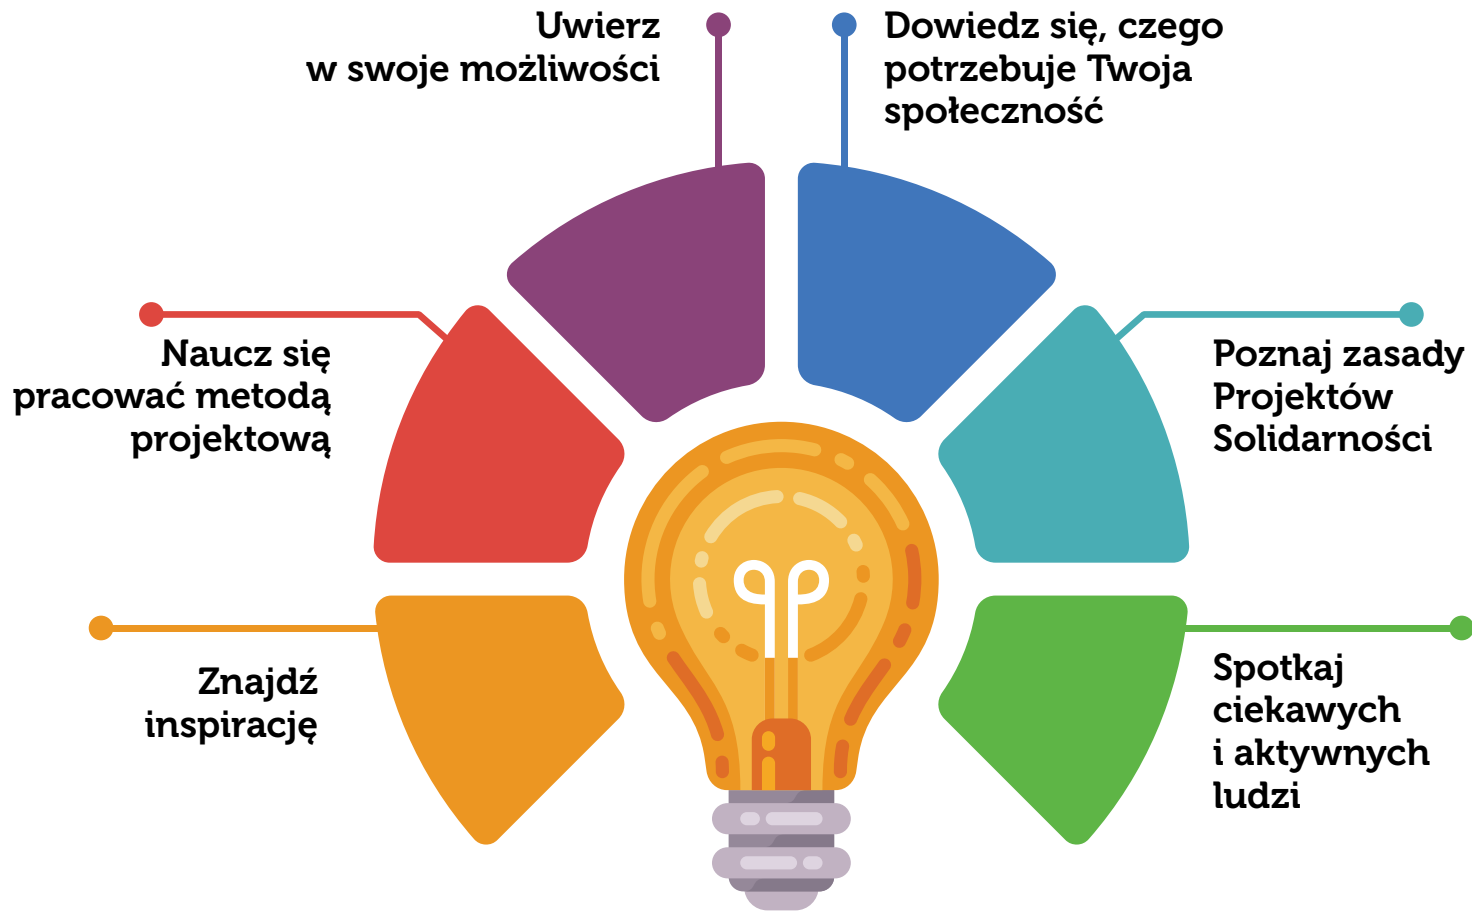 Uwierz
w swoje możliwości
Dowiedz się, czego
potrzebuje Twoja
społeczność
Naucz się
pracować metodą
projektową
Poznaj zasady
Projektów
Solidarności
Znajdź
inspirację
Spotkaj
ciekawych
i aktywnych
ludzi